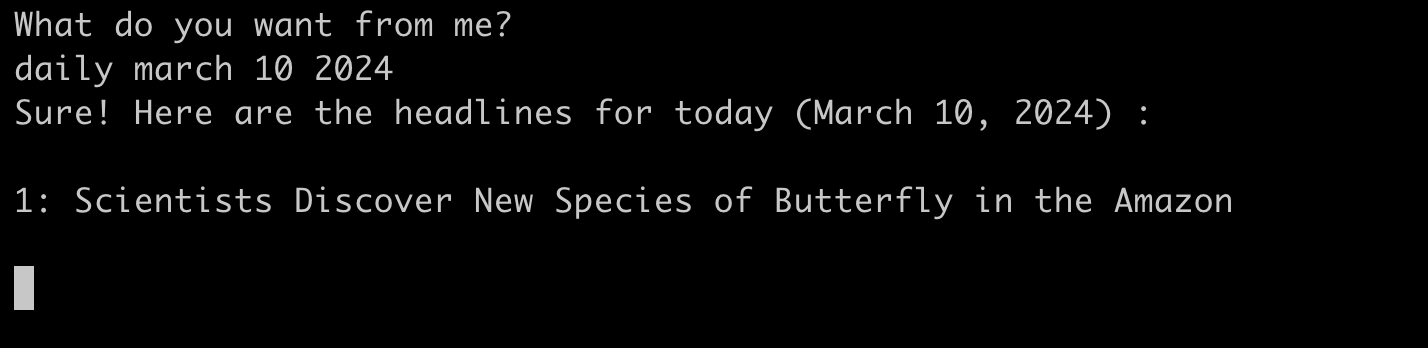 What do you want from me?
daily march 10 2024
Sure! Here are the headlines for today (March 10, 2024) :
1: Scientists Discover New Species of Butterfly in the Amazon